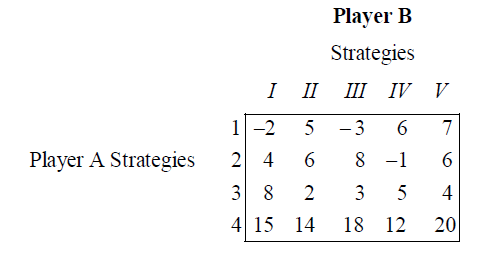 Player B
Strategies
I II III IV V
1 –2 5 –3 6 7
Player A Strategies 2 4 6 8 –1 6
3 8 2 3 5 4
4 15 14 18 12 20